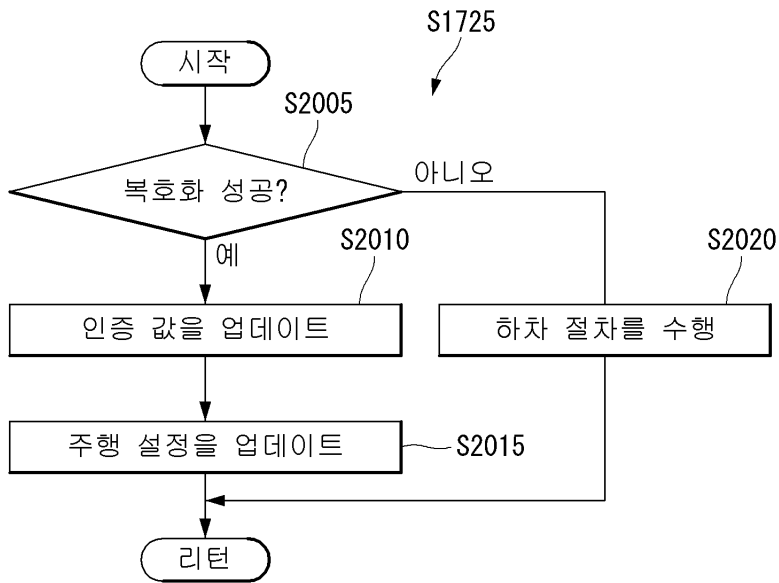 S1725
시작
S2005
복호화 성공?
아니오
예
S2010
S2020
인증 값을 업데이트
하차 절차를 수행
주행 설정을 업데이트
S2015
리턴